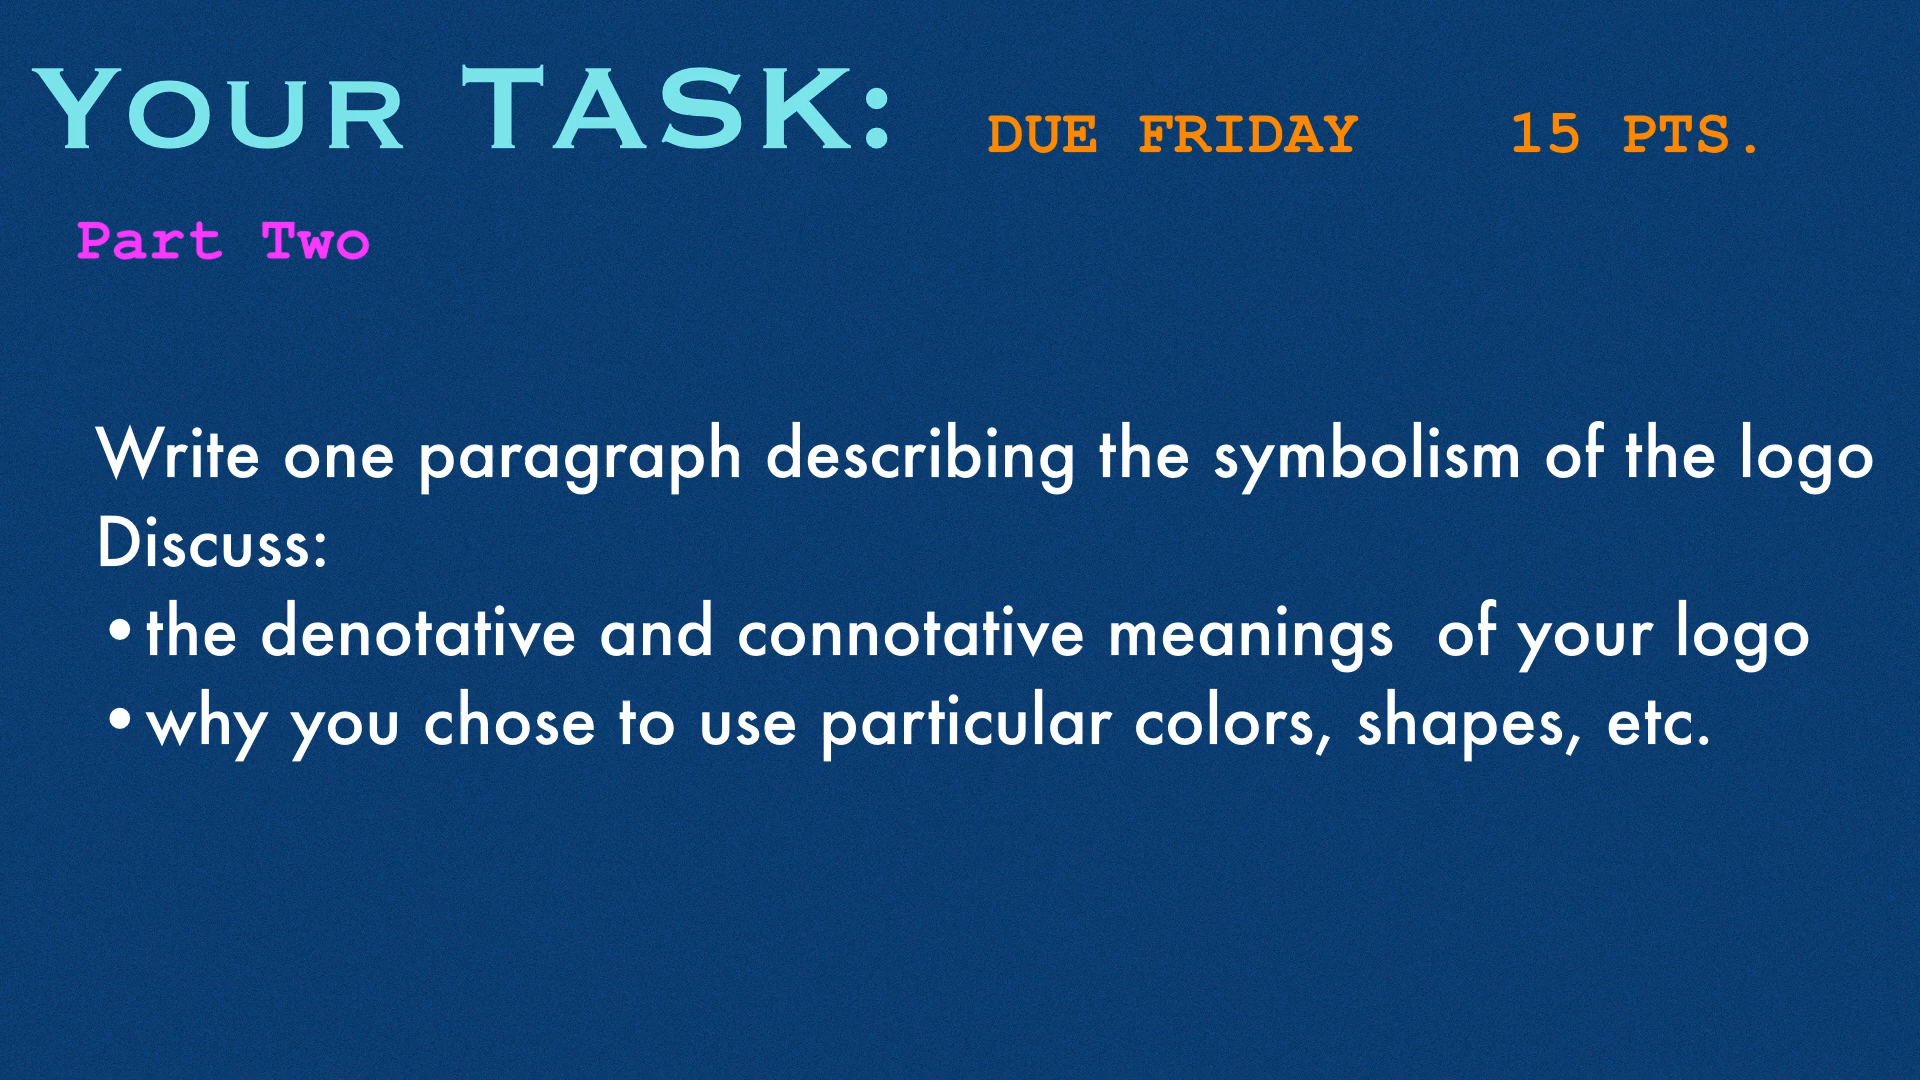 Your TASK: DUE FRIDAY 15 PTS.
Part Two
Write one paragraph describing the symbolism of the logo
Discuss:
•the denotative and connotative meanings  of your logo
•why you chose to use particular colors, shapes, etc.